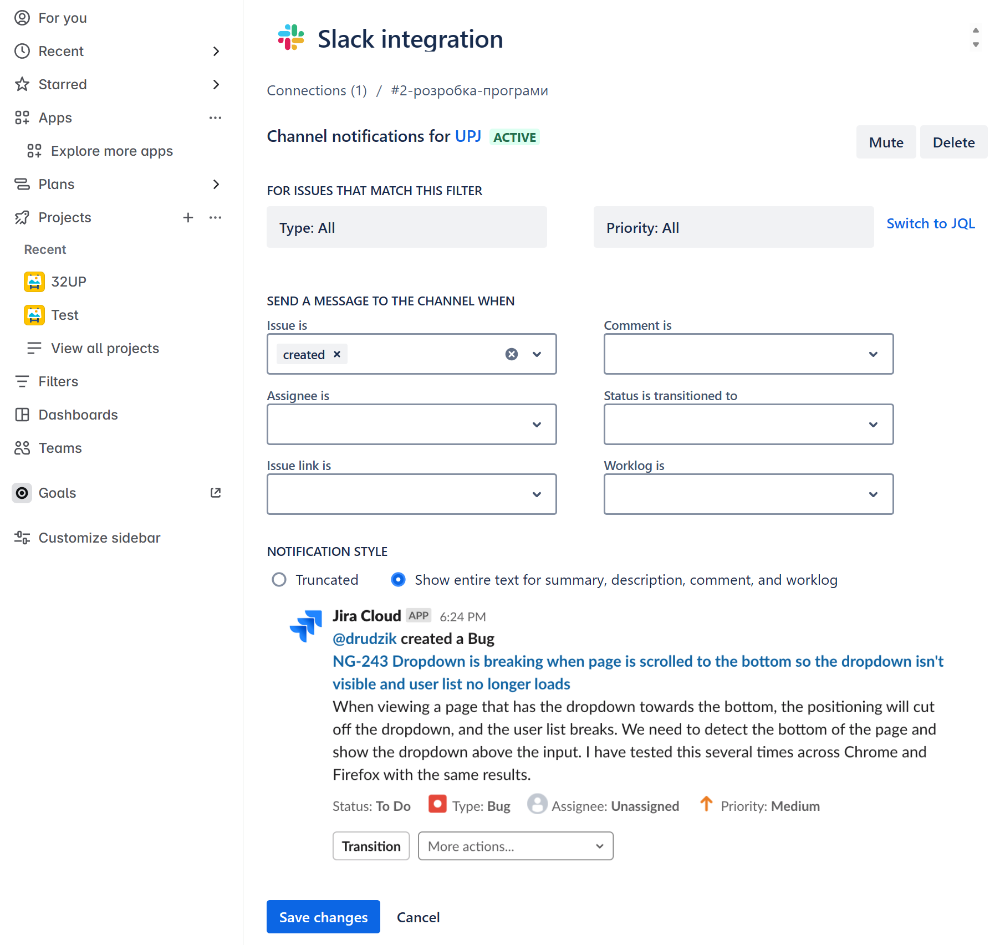 For you
Recent
Starred
Apps
Explore more apps
Plans
Projects
Recent
32UP
Test
View all projects
Filters
Dashboards
Teams
Goals
Customize sidebar
Slack integration
Connections (1) / #2-розробка-програми
Channel notifications for UPJ ACTIVE
Mute Delete
FOR ISSUES THAT MATCH THIS FILTER
Type: All Priority: All Switch to JQL
SEND A MESSAGE TO THE CHANNEL WHEN
Issue is Comment is
created
Assignee is Status is transitioned to
Issue link is Worklog is
NOTIFICATION STYLE
Truncated Show entire text for summary, description, comment, and worklog
Jira Cloud APP 6:24 PM
@drudzik created a Bug
NG-243 Dropdown is breaking when page is scrolled to the bottom so the dropdown isn't
visible and user list no longer loads
When viewing a page that has the dropdown towards the bottom, the positioning will cut
off the dropdown, and the user list breaks. We need to detect the bottom of the page and
show the dropdown above the input. I have tested this several times across Chrome and
Firefox with the same results.
Status: To Do Type: Bug Assignee: Unassigned Priority: Medium
Transition More actions...
Save changes Cancel